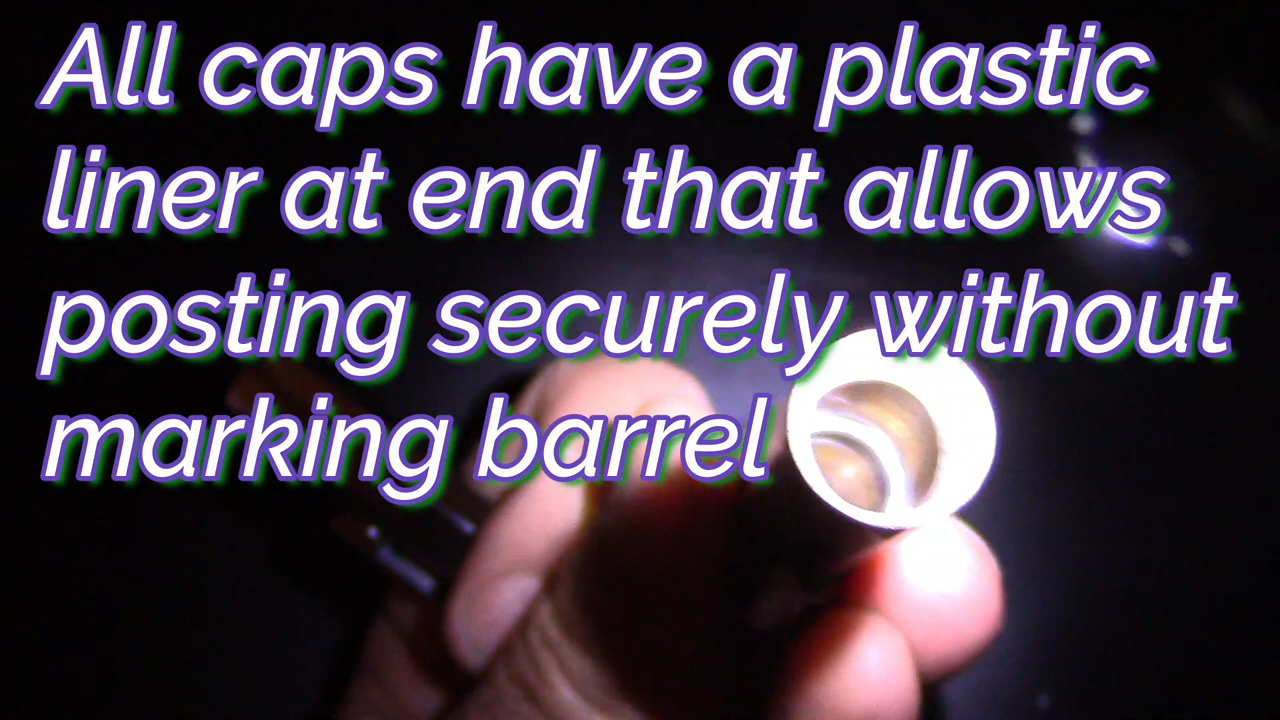 All caps have a plastic
liner at end that allows
posting securely without
marking barrel